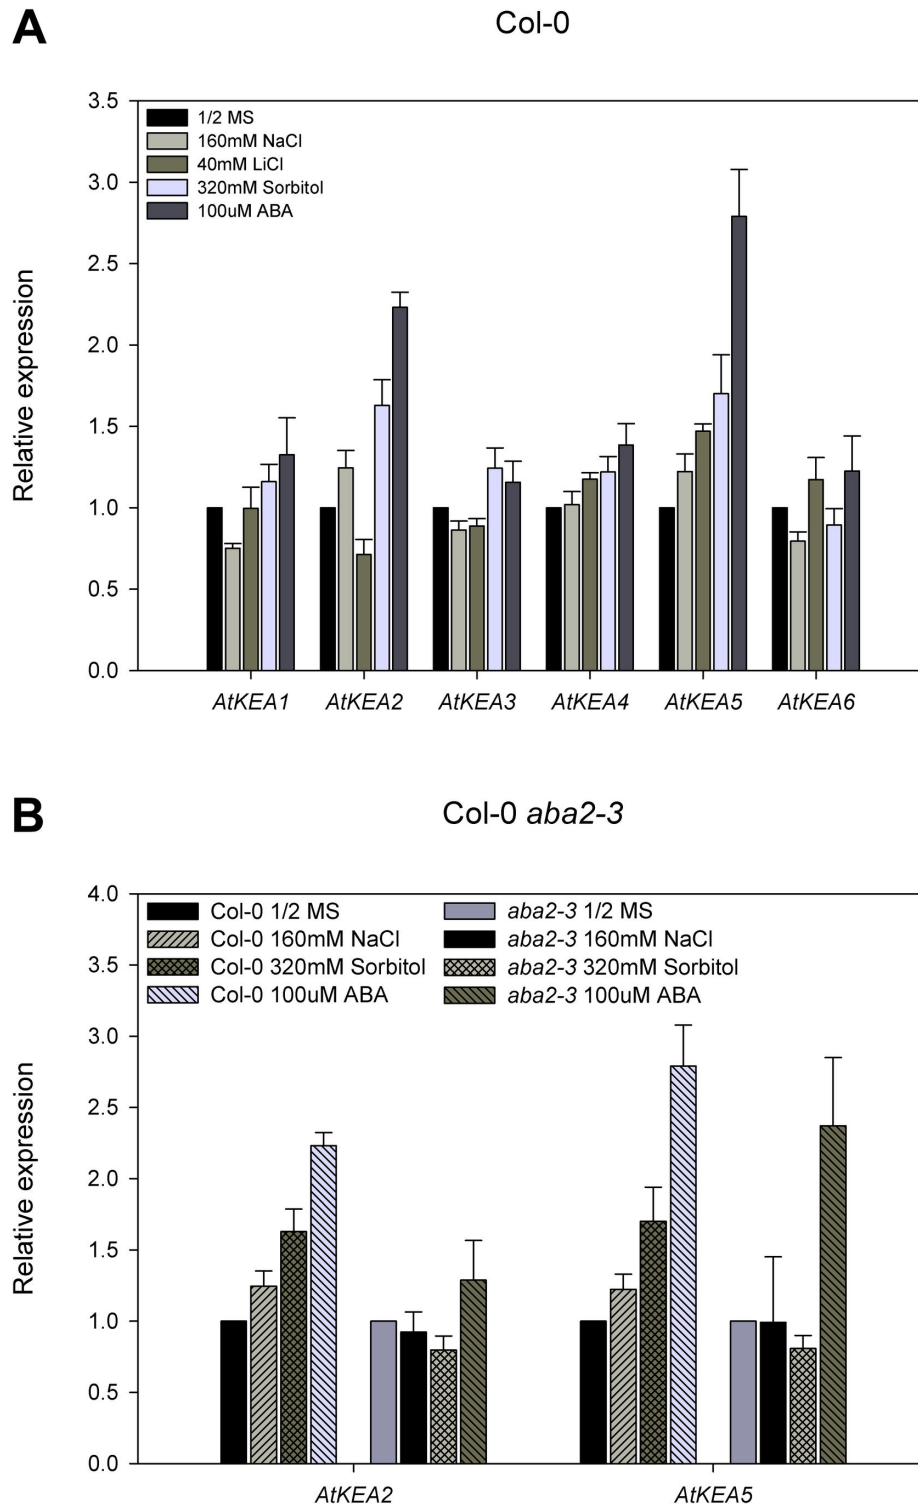 A
Col-0
3.5
3.0
2.5
2.0
1.5
1.0
0.5
0.0
Relative expression
1/2 MS
160mM NaCl
40mM LiCl
320mM Sorbitol
100uM ABA
AtKEA1 AtKEA2 AtKEA3 AtKEA4 AtKEA5 AtKEA6
B
Col-0 aba2-3
4.0
3.5
3.0
2.5
2.0
1.5
1.0
0.5
0.0
Relative expression
Col-0 1/2 MS
Col-0 160mM NaCl
Col-0 320mM Sorbitol
Col-0 100uM ABA
aba2-3 1/2 MS
aba2-3 160mM NaCl
aba2-3 320mM Sorbitol
aba2-3 100uM ABA
AtKEA2 AtKEA5